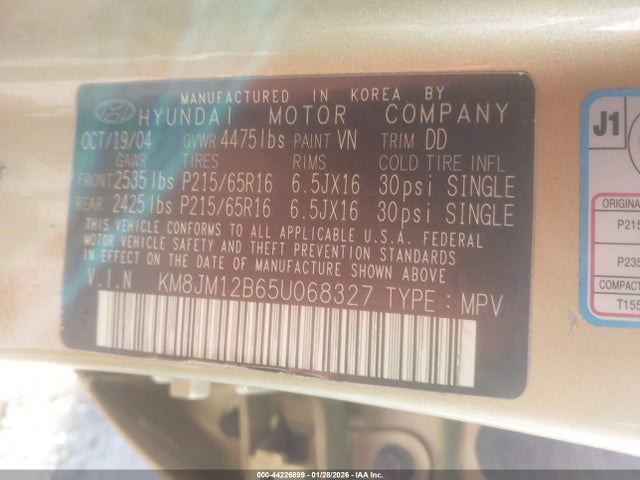 MANUFACTURED IN KOREA BY
HYUNDAI MOTOR COMPANY
OCT/19/04 GVWR 4475lbs PAINT VN TRIM DD
GAWR TIRES RIMS COLD TIRE INFL
FRONT 2535 lbs P215/65R16 6.5JX16 30psi SINGLE
REAR 2425 lbs P215/65R16 6.5JX16 30psi SINGLE
THIS VEHICLE CONFORMS TO ALL APPLICABLE U.S.A. FEDERAL
MOTOR VEHICLE SAFETY AND THEFT PREVENTION STANDARDS
IN EFFECT ON THE DATE OF MANUFACTURE SHOWN ABOVE.
V.I.N KM8JM12B65U068327 TYPE : MPV
J1
ORIGINA
P215
P235
COMPACT
T155
000-44226899 - 01/28/2026 - IAA Inc.